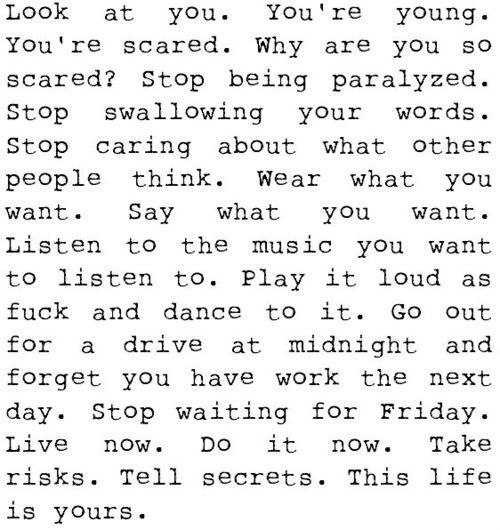 Look at you. You're young.
You're scared. Why are you so
scared? Stop being paralyzed.
Stop swallowing your words.
Stop caring about what other
people think. Wear what you
want. Say what you want.
Listen to the music you want
to listen to. Play it loud as
fuck and dance to it. Go out
for a drive at midnight and
forget you have work the next
day. Stop waiting for Friday.
Live now. Do it now. Take
risks. Tell secrets. This life
is yours.